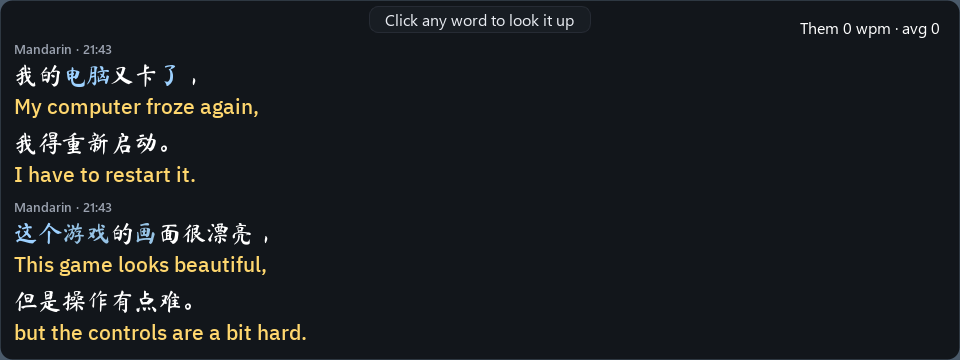 Click any word to look it up
Them 0 wpm · avg 0
Mandarin · 21:43
我的电脑又卡了，
My computer froze again,
我得重新启动。
I have to restart it.
Mandarin · 21:43
这个游戏的画面很漂亮，
This game looks beautiful,
但是操作有点难。
but the controls are a bit hard.